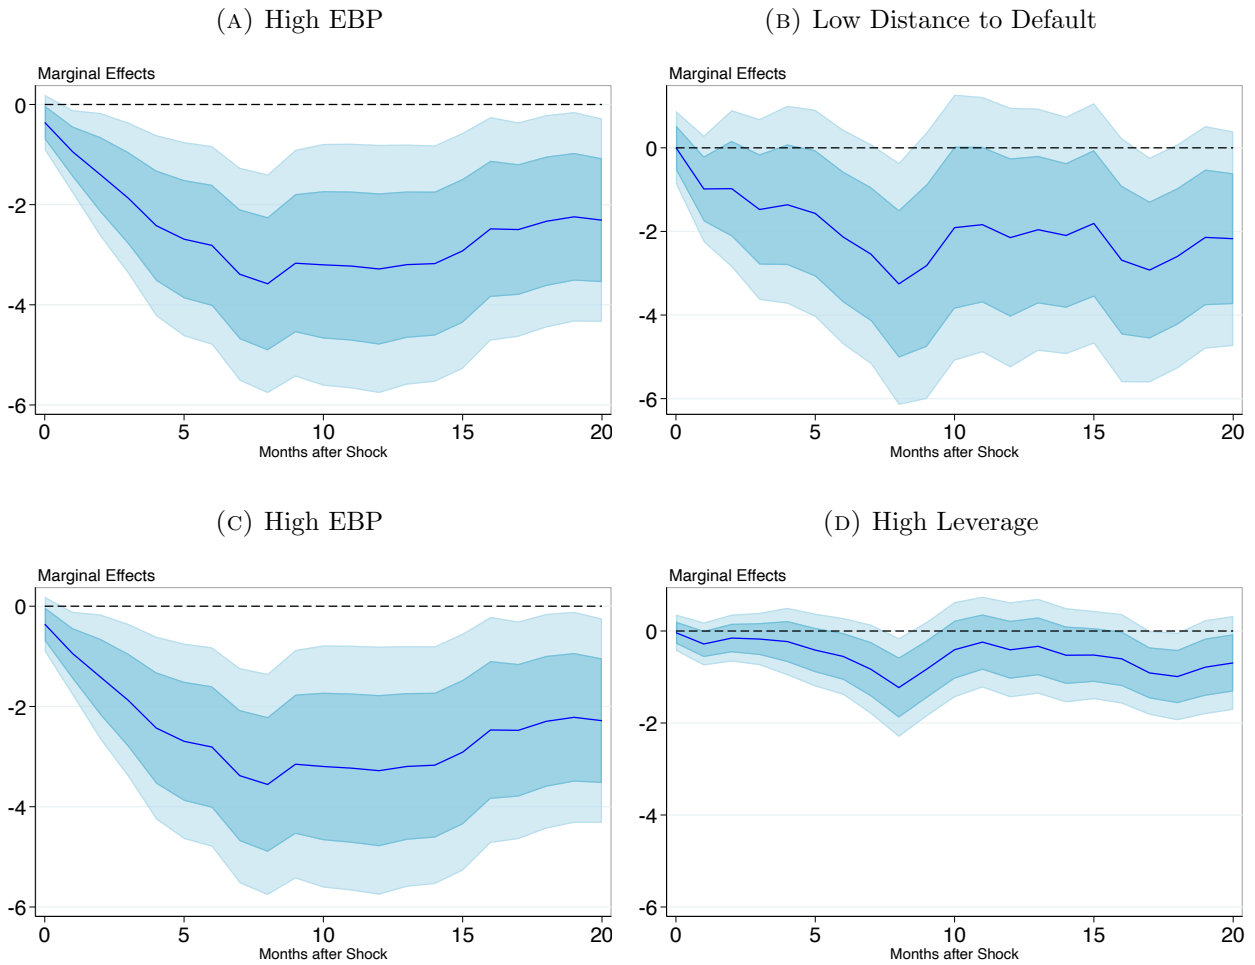 (A) High EBP
Marginal Effects
0
-2
-4
-6
0 5 10 15 20
Months after Shock
(B) Low Distance to Default
Marginal Effects
0
-2
-4
-6
0 5 10 15 20
Months after Shock
(C) High EBP
Marginal Effects
0
-2
-4
-6
0 5 10 15 20
Months after Shock
(D) High Leverage
Marginal Effects
0
-2
-4
-6
0 5 10 15 20
Months after Shock